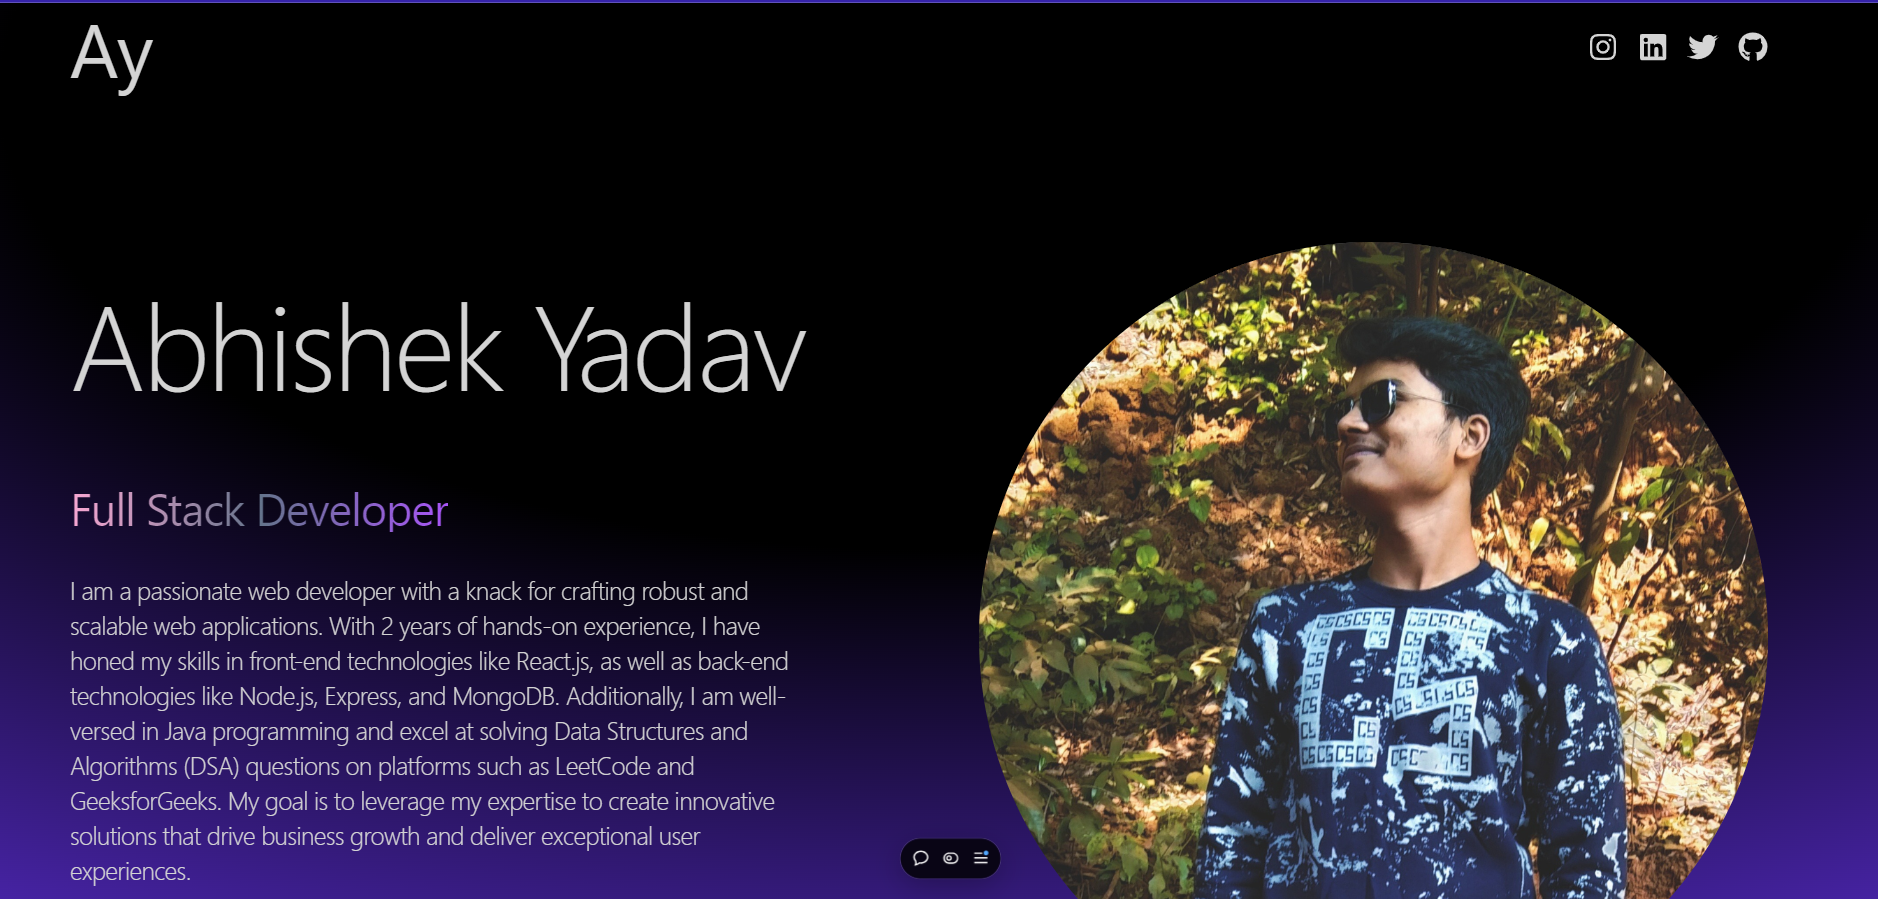 Ay
Abhishek Yadav
Full Stack Developer
I am a passionate web developer with a knack for crafting robust and
scalable web applications. With 2 years of hands-on experience, I have
honed my skills in front-end technologies like React.js, as well as back-end
technologies like Node.js, Express, and MongoDB. Additionally, I am well-
versed in Java programming and excel at solving Data Structures and
Algorithms (DSA) questions on platforms such as LeetCode and
GeeksforGeeks. My goal is to leverage my expertise to create innovative
solutions that drive business growth and deliver exceptional user
experiences.
CS